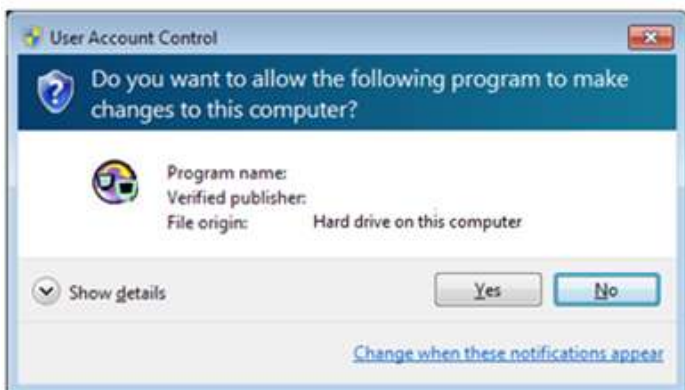 User Account Control
Do you want to allow the following program to make
changes to this computer?
Program name:
Verified publisher:
File origin: Hard drive on this computer
Show details
Yes
No
Change when these notifications appear